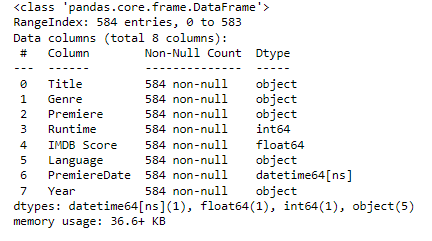 <class 'pandas.core.frame.DataFrame'>
RangeIndex: 584 entries, 0 to 583
Data columns (total 8 columns):
 #   Column        Non-Null Count  Dtype
---  ------        --------------  -----
 0   Title         584 non-null    object
 1   Genre         584 non-null    object
 2   Premiere      584 non-null    object
 3   Runtime       584 non-null    int64
 4   IMDB Score    584 non-null    float64
 5   Language      584 non-null    object
 6   PremiereDate  584 non-null    datetime64[ns]
 7   Year          584 non-null    object
dtypes: datetime64[ns](1), float64(1), int64(1), object(5)
memory usage: 36.6+ KB